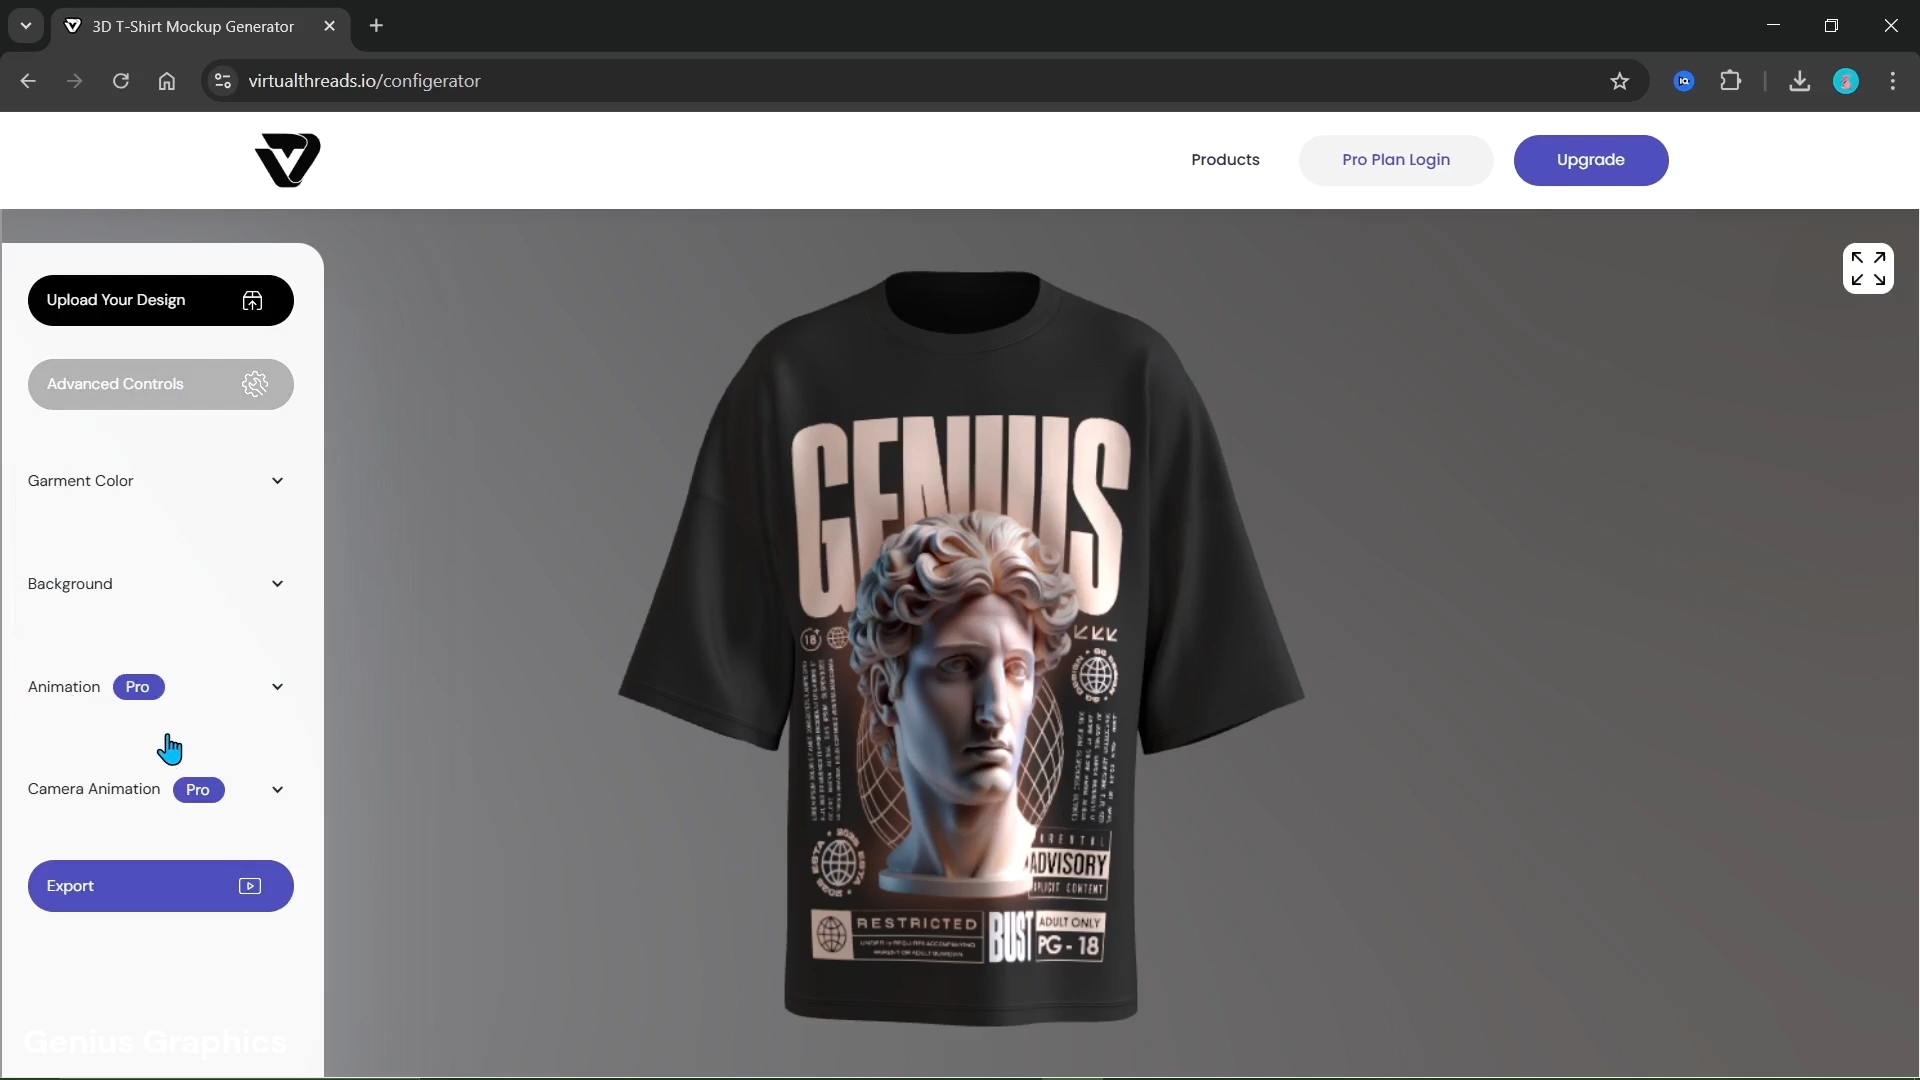 3D T-Shirt Mockup Generator
virtualthreads.io/configerator
Products
Pro Plan Login
Upgrade
Upload Your Design
Advanced Controls
Garment Color
Background
Animation Pro
Camera Animation Pro
Export
Genius Graphics
GENIUS
18+
ADVISORY
RESTRICTED
BUST
ADULT ONLY
PG - 18